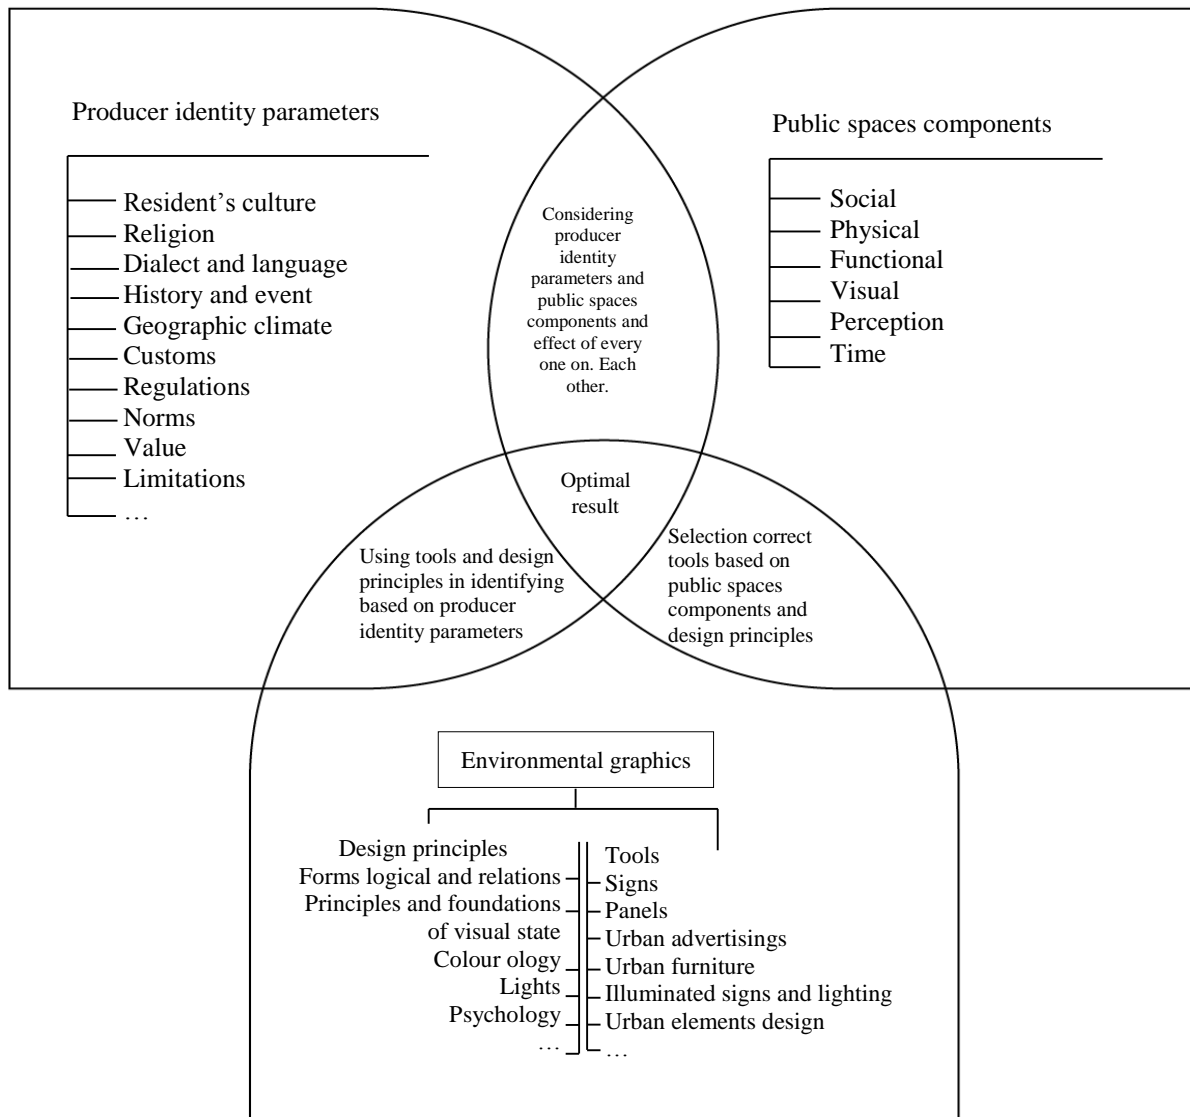 Producer identity parameters
Resident's culture
Religion
Dialect and language
History and event
Geographic climate
Customs
Regulations
Norms
Value
Limitations
…
Public spaces components
Social
Physical
Functional
Visual
Perception
Time
Considering
producer
identity
parameters and
public spaces
components and
effect of every
one on. Each
other.
Optimal
result
Using tools and design
principles in identifying
based on producer
identity parameters
Selection correct
tools based on
public spaces
components and
design principles
Environmental graphics
Design principles
Forms logical and relations
Principles and foundations
of visual state
Colour ology
Lights
Psychology
…
Tools
Signs
Panels
Urban advertisings
Urban furniture
Illuminated signs and lighting
Urban elements design
…